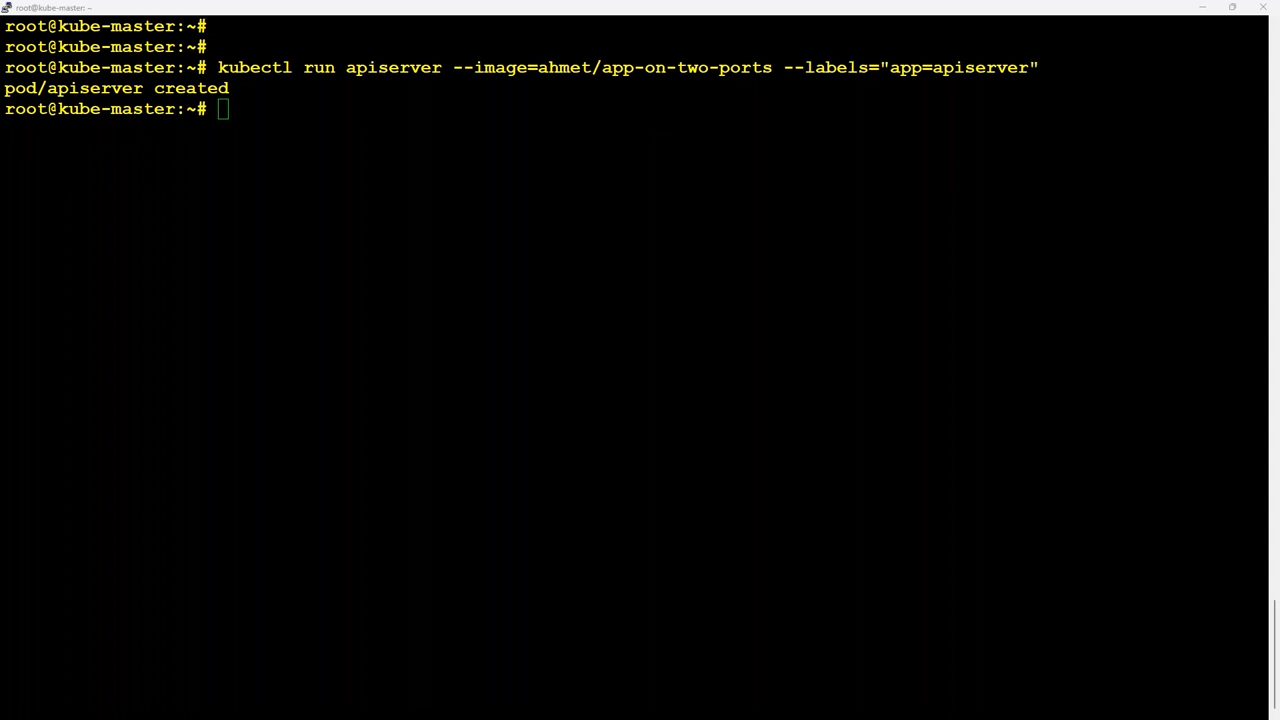 root@kube-master: ~
root@kube-master:~#
root@kube-master:~#
root@kube-master:~# kubectl run apiserver --image=ahmet/app-on-two-ports --labels="app=apiserver"
pod/apiserver created
root@kube-master:~#